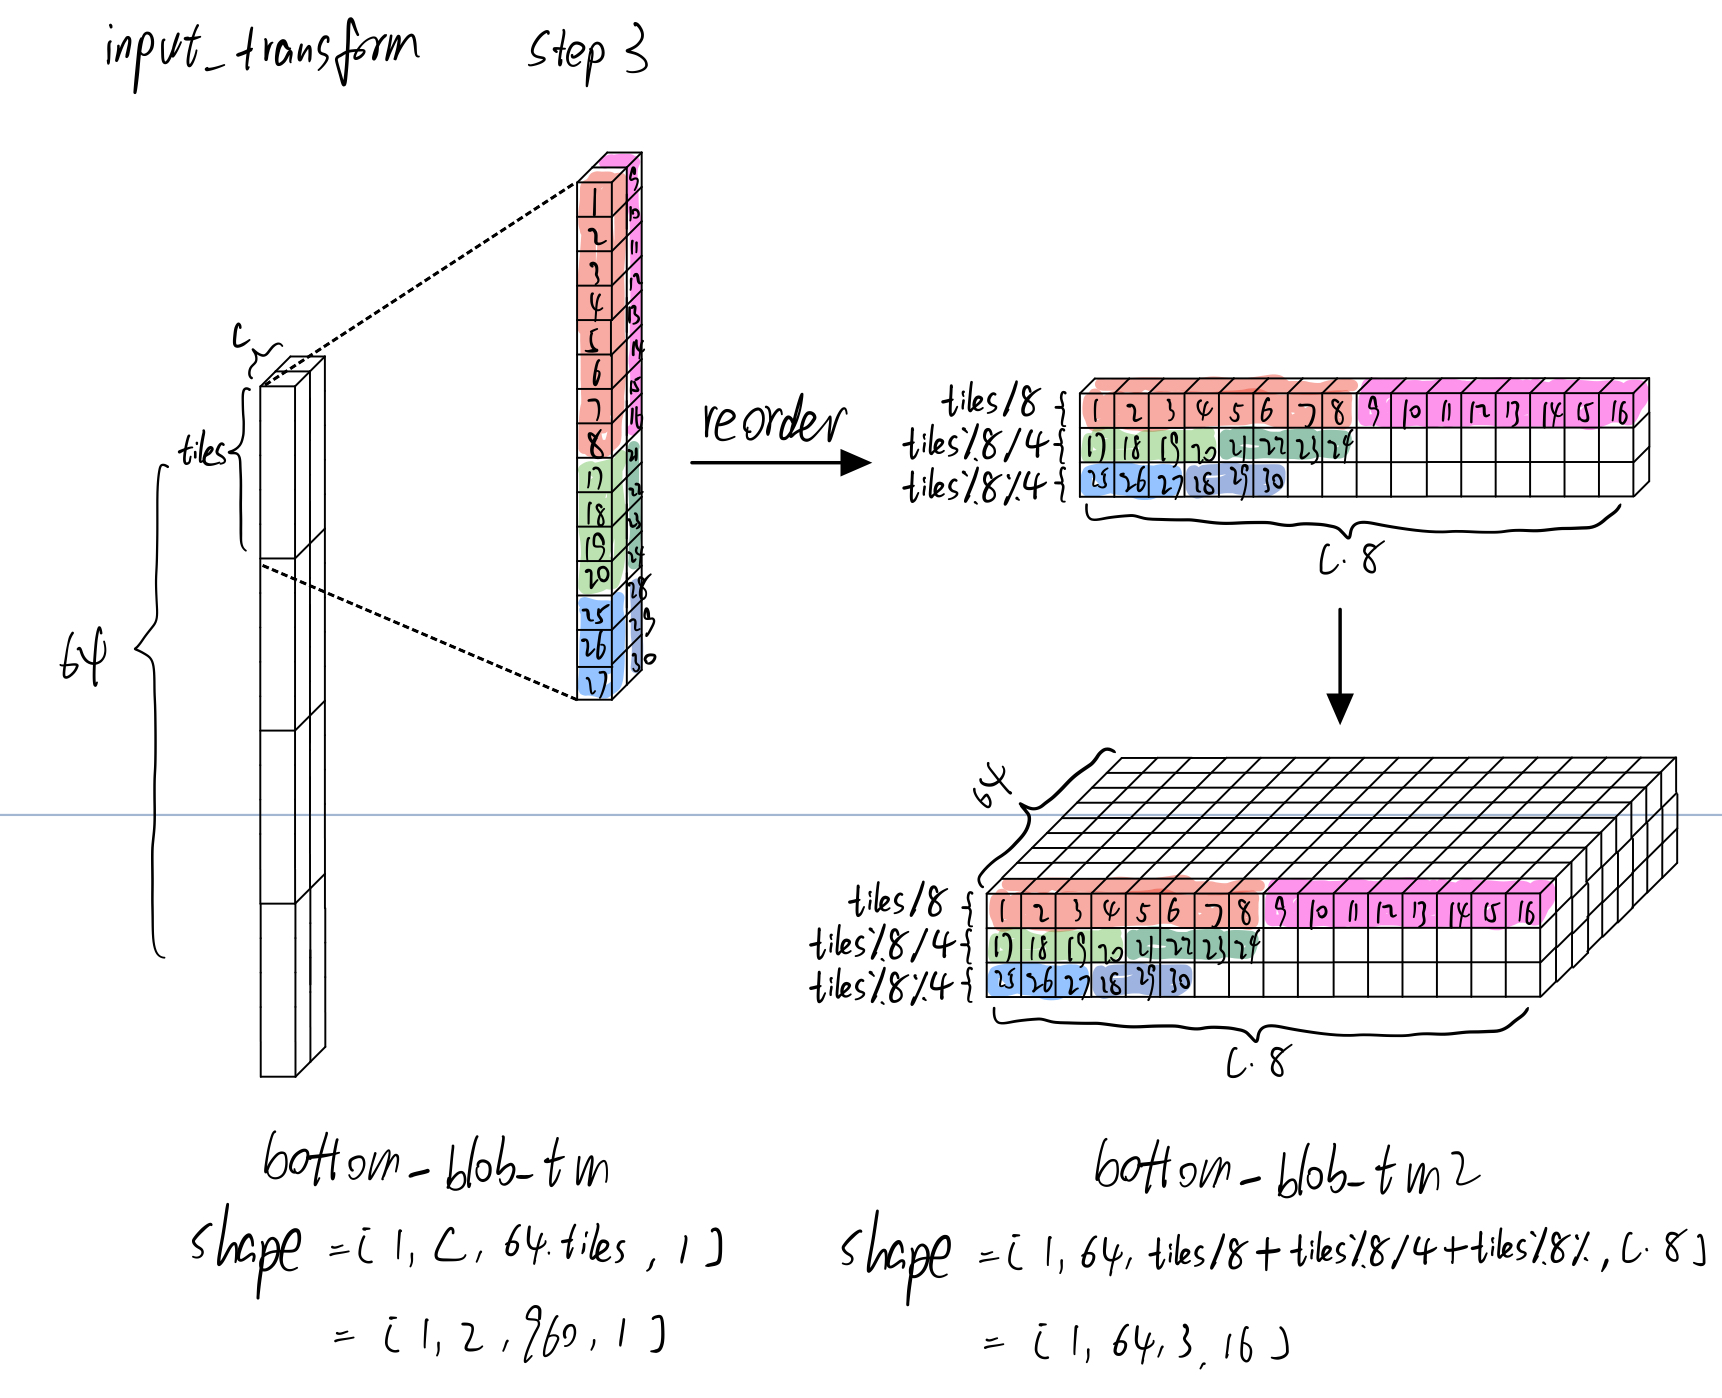 input_transform step 3
c
tiles
64
1
2
3
4
5
6
7
8
17
18
19
20
25
26
27
9
10
11
12
13
14
15
16
21
22
23
24
28
29
30
reorder
tiles/8 { 1 2 3 4 5 6 7 8 9 10 11 12 13 14 15 16
tiles%8/4 { 17 18 19 20 21 22 23 24
tiles%8%4 { 25 26 27 18 29 30
C·8
64
tiles/8 { 1 2 3 4 5 6 7 8 9 10 11 12 13 14 15 16
tiles%8/4 { 17 18 19 20 21 22 23 24
tiles%8%4 { 25 26 27 18 29 30
C·8
bottom_blob_tm
shape = [1, C, 64·tiles, 1]
= [1, 2, 960, 1]
bottom_blob_tm2
shape = [1, 64, tiles/8 + tiles%8/4 + tiles%8%, C·8]
= [1, 64, 3, 16]